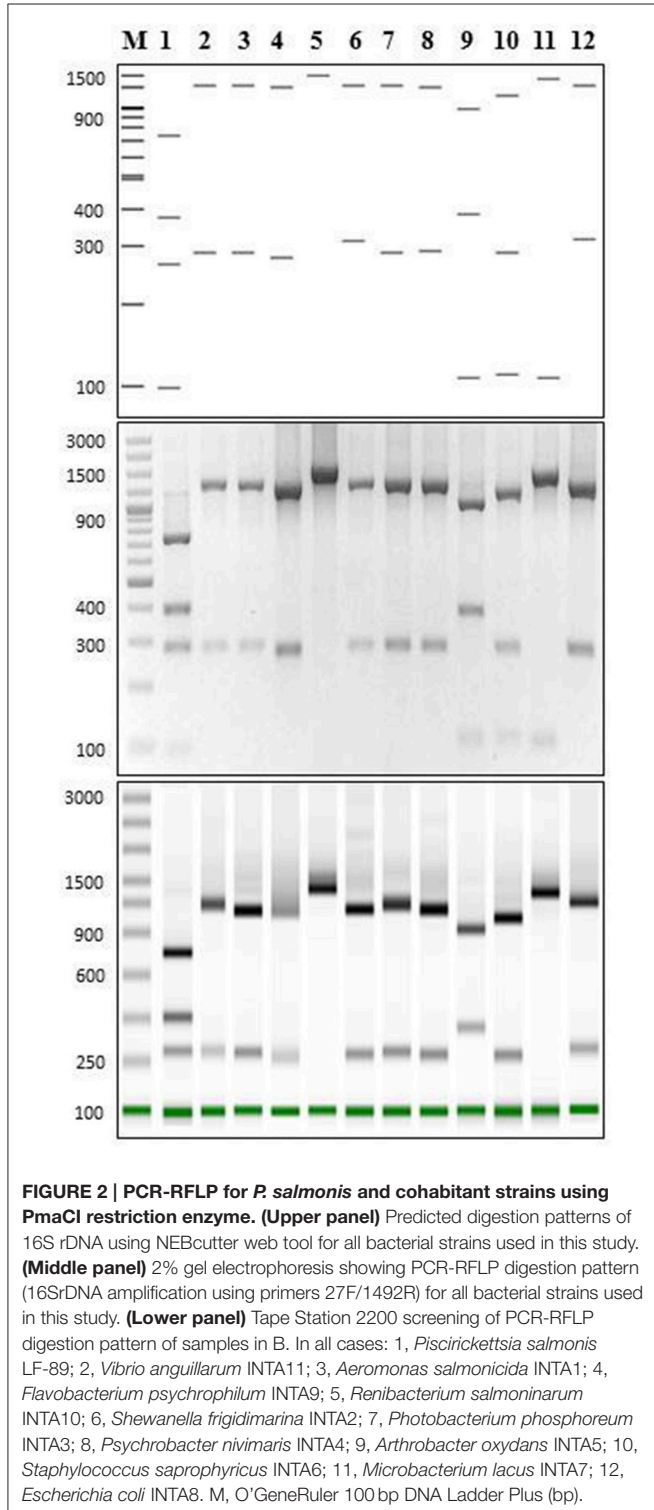 M 1 2 3 4 5 6 7 8 9 10 11 12
1500
900
400
300
100
3000
1500
900
400
300
100
3000
1500
900
600
250
100
FIGURE 2 | PCR-RFLP for P. salmonis and cohabitant strains using
PmaCI restriction enzyme. (Upper panel) Predicted digestion patterns of
16S rDNA using NEBcutter web tool for all bacterial strains used in this study.
(Middle panel) 2% gel electrophoresis showing PCR-RFLP digestion pattern
(16SrDNA amplification using primers 27F/1492R) for all bacterial strains used
in this study. (Lower panel) Tape Station 2200 screening of PCR-RFLP
digestion pattern of samples in B. In all cases: 1, Piscirickettsia salmonis
LF-89; 2, Vibrio anguillarum INTA11; 3, Aeromonas salmonicida INTA1; 4,
Flavobacterium psychrophilum INTA9; 5, Renibacterium salmoninarum
INTA10; 6, Shewanella frigidimarina INTA2; 7, Photobacterium phosphoreum
INTA3; 8, Psychrobacter nivimaris INTA4; 9, Arthrobacter oxydans INTA5; 10,
Staphylococcus saprophyricus INTA6; 11, Microbacterium lacus INTA7; 12,
Escherichia coli INTA8. M, O'GeneRuler 100 bp DNA Ladder Plus (bp).